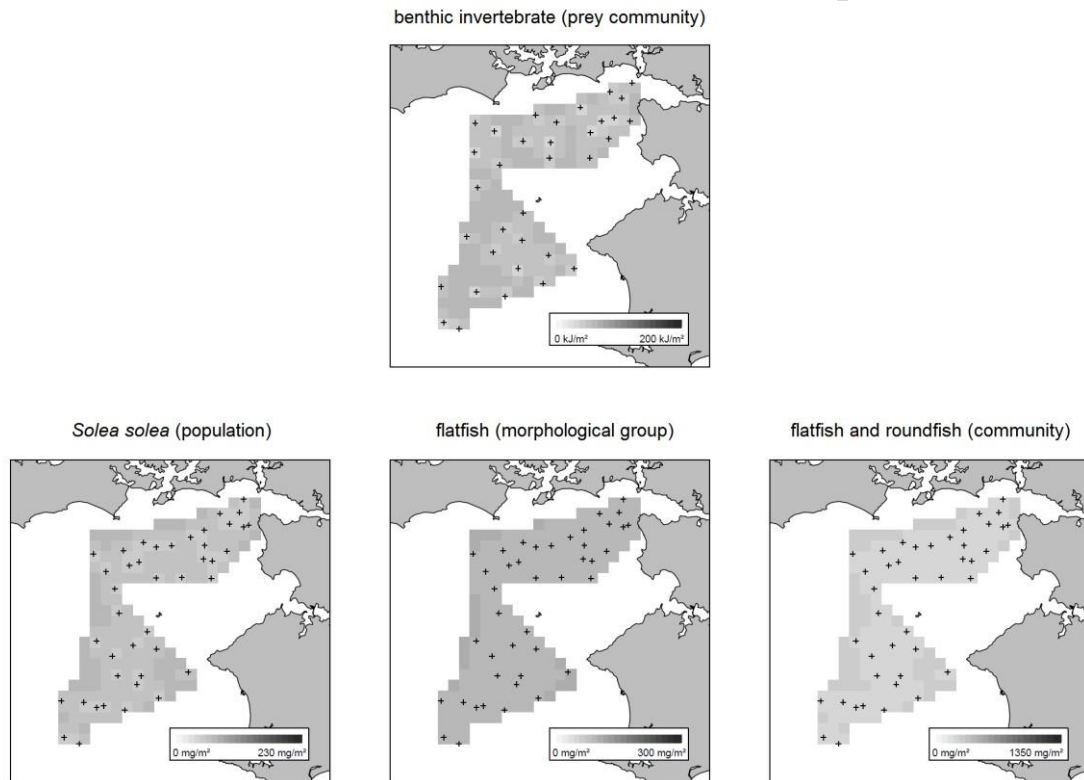 benthic invertebrate (prey community)
0 kJ/m² 200 kJ/m²
Solea solea (population) flatfish (morphological group) flatfish and roundfish (community)
0 mg/m² 230 mg/m² 0 mg/m² 300 mg/m² 0 mg/m² 1350 mg/m²